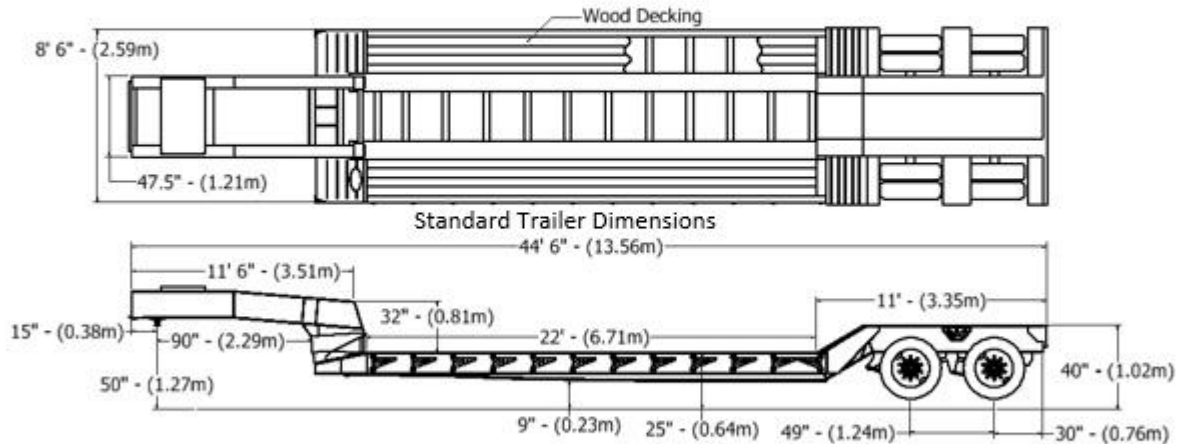 Wood Decking
8' 6" - (2.59m)
47.5" - (1.21m)
Standard Trailer Dimensions
44' 6" - (13.56m)
11' 6" - (3.51m)
11' - (3.35m)
32" - (0.81m)
15" - (0.38m)
90" - (2.29m)
22' - (6.71m)
50" - (1.27m)
40" - (1.02m)
9" - (0.23m)
25" - (0.64m)
49" - (1.24m)
30" - (0.76m)